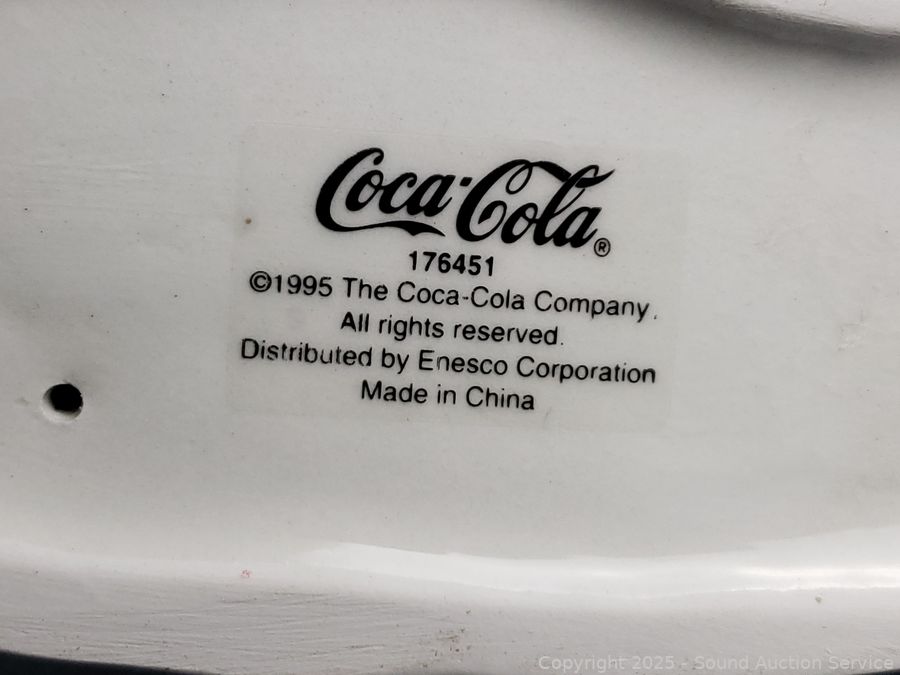 Coca-Cola®
176451
©1995 The Coca-Cola Company.
All rights reserved.
Distributed by Enesco Corporation
Made in China
Copyright 2025 - Sound Auction Service